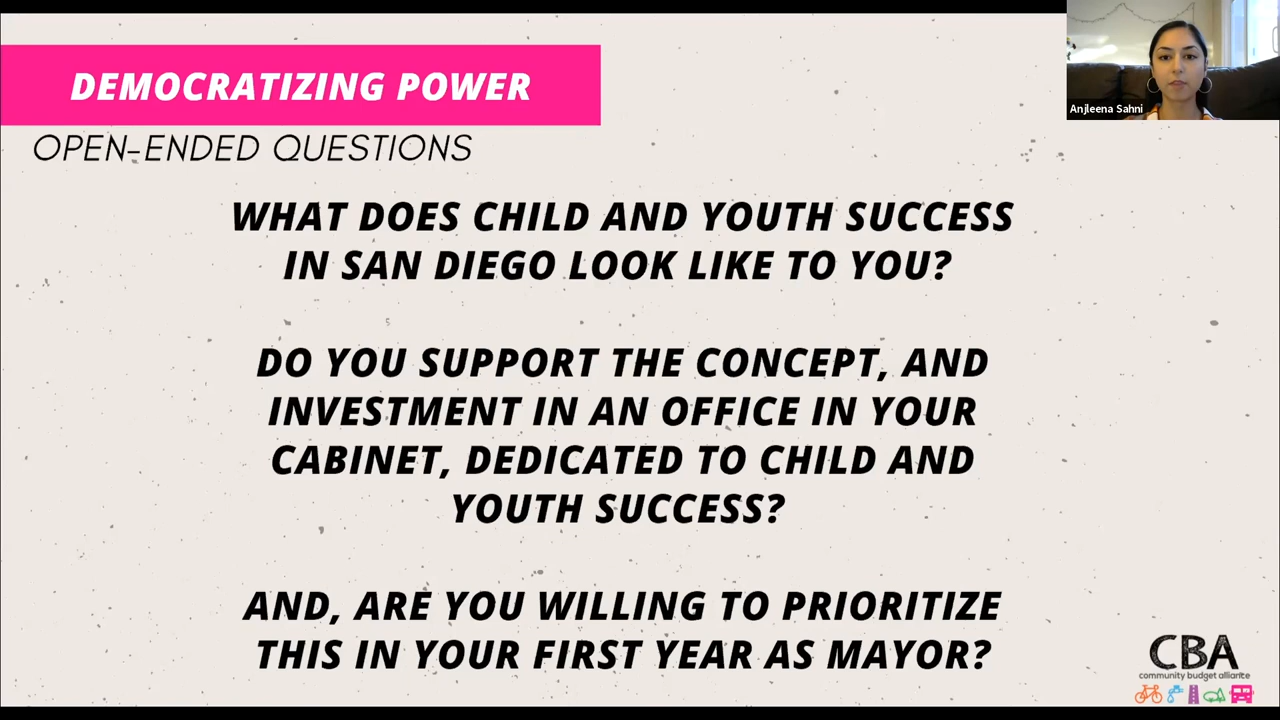 DEMOCRATIZING POWER
Anjleena Sahni
OPEN-ENDED QUESTIONS
WHAT DOES CHILD AND YOUTH SUCCESS
IN SAN DIEGO LOOK LIKE TO YOU?
DO YOU SUPPORT THE CONCEPT, AND
INVESTMENT IN AN OFFICE IN YOUR
CABINET, DEDICATED TO CHILD AND
YOUTH SUCCESS?
AND, ARE YOU WILLING TO PRIORITIZE
THIS IN YOUR FIRST YEAR AS MAYOR?
CBA
community budget alliance